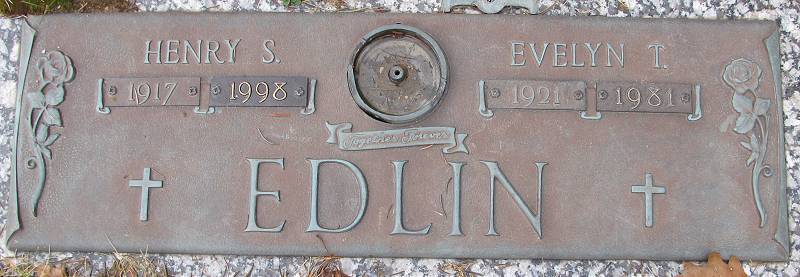 HENRY S.
1917 1998
EVELYN T.
1921 1981
Together Forever
EDLIN